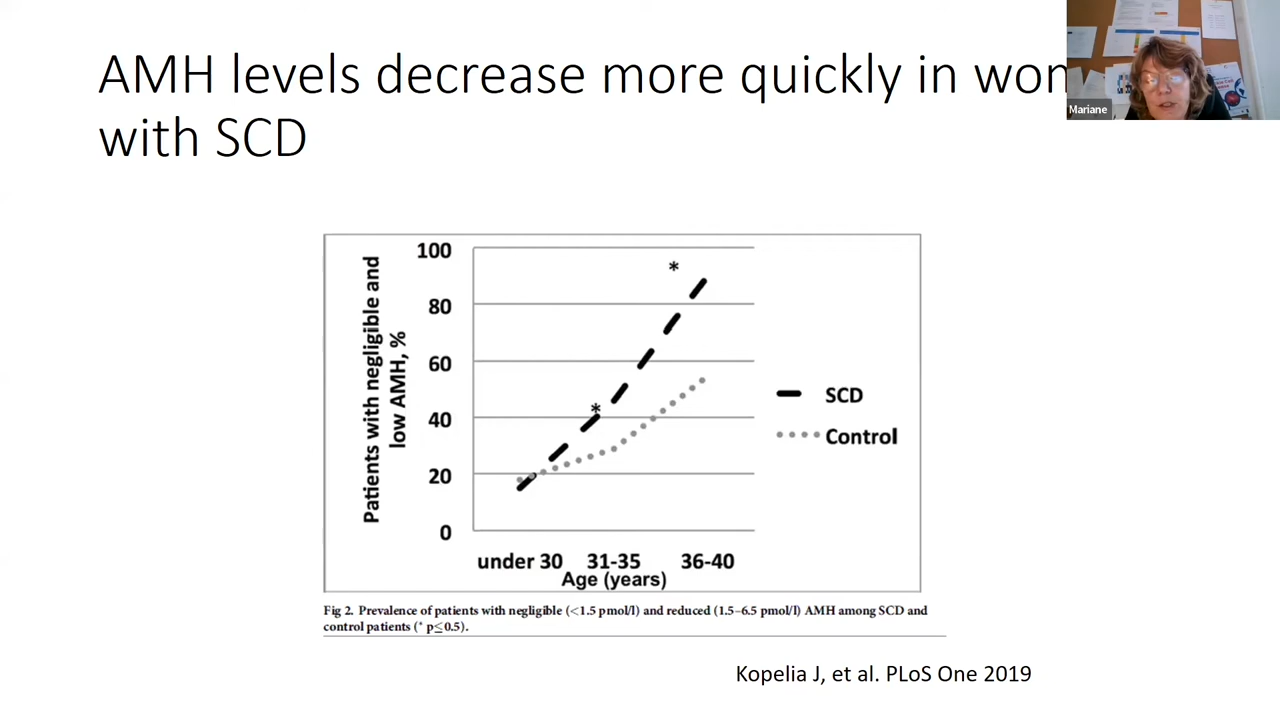 AMH levels decrease more quickly in wom
with SCD
Mariane
Patients with negligible and
low AMH, %
100
80
60
40
20
0
*
*
SCD
Control
under 30 31-35 36-40
Age (years)
Fig 2. Prevalence of patients with negligible (<1.5 pmol/l) and reduced (1.5–6.5 pmol/l) AMH among SCD and
control patients (* p≤0.5).
Kopelia J, et al. PLoS One 2019